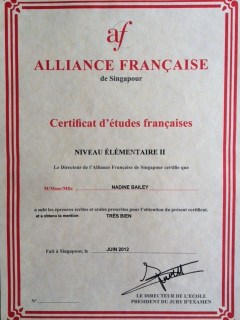 af
ALLIANCE FRANÇAISE
de Singapour
Certificat d'études françaises
NIVEAU ÉLÉMENTAIRE II
Le Directeur de l'Alliance Française de Singapour certifie que
M/Mme/Mlle NADINE BAILEY
a subi les épreuves écrites et orales prescrites pour l'obtention du présent certificat.
et a obtenu la mention: TRÈS BIEN
Fait à Singapour, le JUIN 2012
LE DIRECTEUR DE L'ECOLE
N° PRESIDENT DU JURY D'EXAMEN